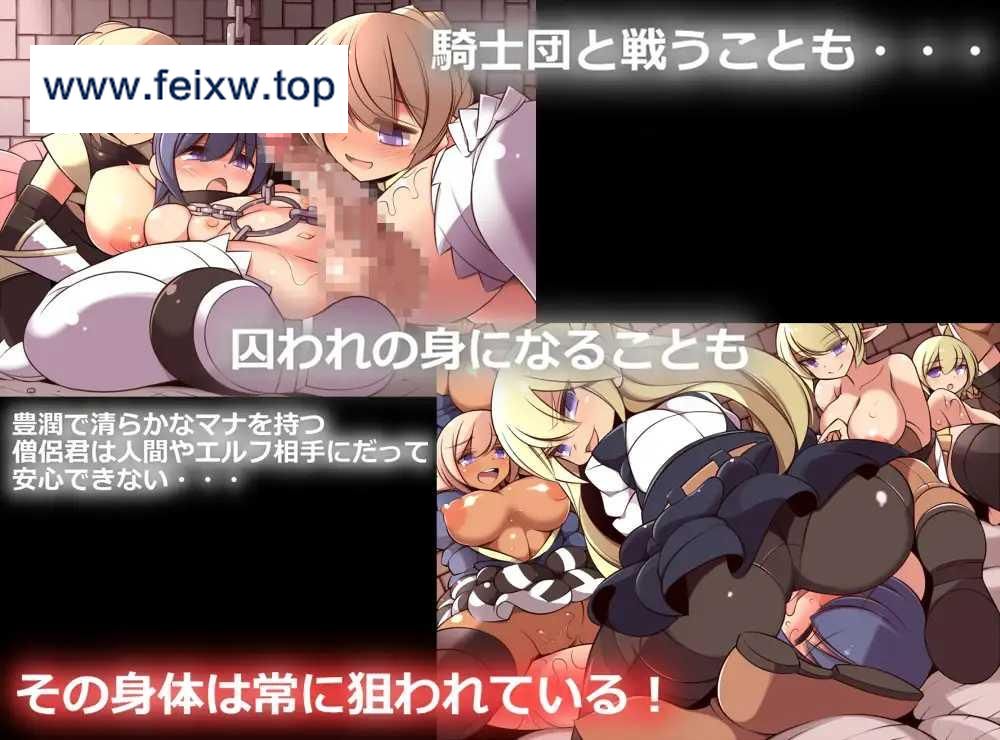 騎士団と戦うことも・・・
www.feixw.top
囚われの身になることも
豊潤で清らかなマナを持つ
僧侶君は人間やエルフ相手にだって
安心できない・・・
その身体は常に狙われている！